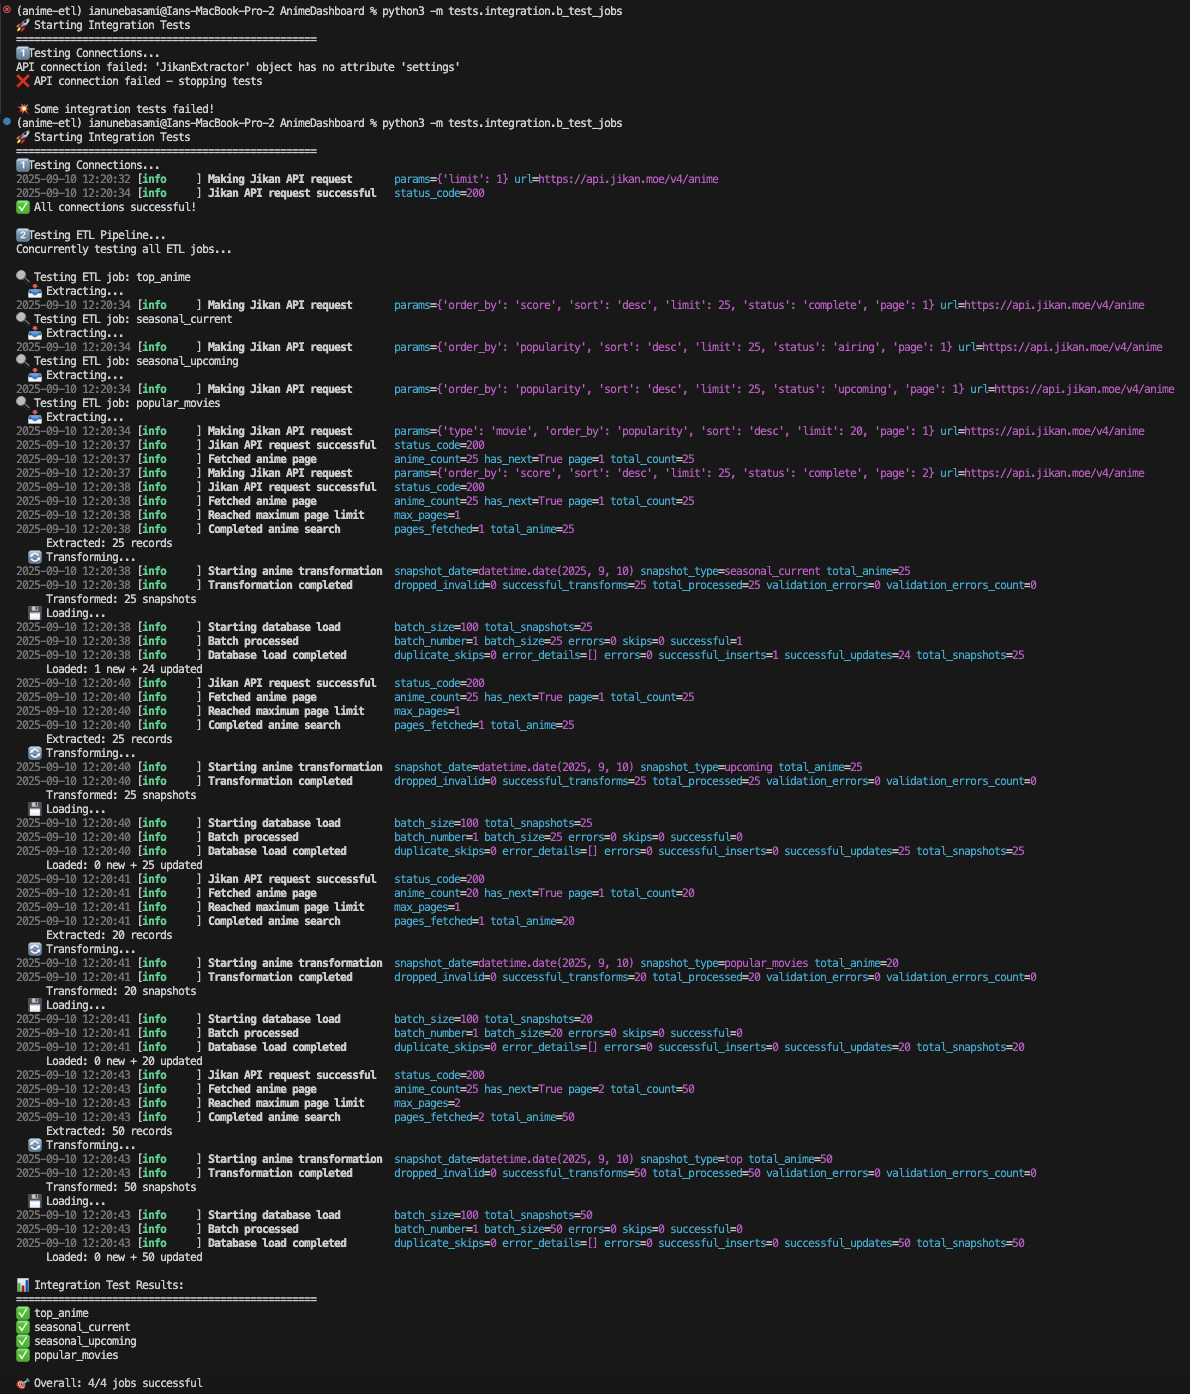 (anime-etl) ianunebasami@Ians-MacBook-Pro-2 AnimeDashboard % python3 -m tests.integration.b_test_jobs
🚀 Starting Integration Tests
==================================================
1️⃣Testing Connections...
API connection failed: 'JikanExtractor' object has no attribute 'settings'
❌ API connection failed – stopping tests
💥 Some integration tests failed!
(anime-etl) ianunebasami@Ians-MacBook-Pro-2 AnimeDashboard % python3 -m tests.integration.b_test_jobs
🚀 Starting Integration Tests
==================================================
1️⃣Testing Connections...
2025-09-10 12:20:32 [info     ] Making Jikan API request       params={'limit': 1} url=https://api.jikan.moe/v4/anime
2025-09-10 12:20:34 [info     ] Jikan API request successful   status_code=200
✅ All connections successful!
2️⃣Testing ETL Pipeline...
Concurrently testing all ETL jobs...
🔍 Testing ETL job: top_anime
📥 Extracting...
2025-09-10 12:20:34 [info     ] Making Jikan API request       params={'order_by': 'score', 'sort': 'desc', 'limit': 25, 'status': 'complete', 'page': 1} url=https://api.jikan.moe/v4/anime
🔍 Testing ETL job: seasonal_current
📥 Extracting...
2025-09-10 12:20:34 [info     ] Making Jikan API request       params={'order_by': 'popularity', 'sort': 'desc', 'limit': 25, 'status': 'airing', 'page': 1} url=https://api.jikan.moe/v4/anime
🔍 Testing ETL job: seasonal_upcoming
📥 Extracting...
2025-09-10 12:20:34 [info     ] Making Jikan API request       params={'order_by': 'popularity', 'sort': 'desc', 'limit': 25, 'status': 'upcoming', 'page': 1} url=https://api.jikan.moe/v4/anime
🔍 Testing ETL job: popular_movies
📥 Extracting...
2025-09-10 12:20:34 [info     ] Making Jikan API request       params={'type': 'movie', 'order_by': 'popularity', 'sort': 'desc', 'limit': 20, 'page': 1} url=https://api.jikan.moe/v4/anime
2025-09-10 12:20:37 [info     ] Jikan API request successful   status_code=200
2025-09-10 12:20:37 [info     ] Fetched anime page             anime_count=25 has_next=True page=1 total_count=25
2025-09-10 12:20:37 [info     ] Making Jikan API request       params={'order_by': 'score', 'sort': 'desc', 'limit': 25, 'status': 'complete', 'page': 2} url=https://api.jikan.moe/v4/anime
2025-09-10 12:20:38 [info     ] Jikan API request successful   status_code=200
2025-09-10 12:20:38 [info     ] Fetched anime page             anime_count=25 has_next=True page=1 total_count=25
2025-09-10 12:20:38 [info     ] Reached maximum page limit     max_pages=1
2025-09-10 12:20:38 [info     ] Completed anime search         pages_fetched=1 total_anime=25
Extracted: 25 records
🔄 Transforming...
2025-09-10 12:20:38 [info     ] Starting anime transformation  snapshot_date=datetime.date(2025, 9, 10) snapshot_type=seasonal_current total_anime=25
2025-09-10 12:20:38 [info     ] Transformation completed       dropped_invalid=0 successful_transforms=25 total_processed=25 validation_errors=0 validation_errors_count=0
Transformed: 25 snapshots
💾 Loading...
2025-09-10 12:20:38 [info     ] Starting database load         batch_size=100 total_snapshots=25
2025-09-10 12:20:38 [info     ] Batch processed                batch_number=1 batch_size=25 errors=0 skips=0 successful=1
2025-09-10 12:20:38 [info     ] Database load completed        duplicate_skips=0 error_details=[] errors=0 successful_inserts=1 successful_updates=24 total_snapshots=25
Loaded: 1 new + 24 updated
2025-09-10 12:20:40 [info     ] Jikan API request successful   status_code=200
2025-09-10 12:20:40 [info     ] Fetched anime page             anime_count=25 has_next=True page=1 total_count=25
2025-09-10 12:20:40 [info     ] Reached maximum page limit     max_pages=1
2025-09-10 12:20:40 [info     ] Completed anime search         pages_fetched=1 total_anime=25
Extracted: 25 records
🔄 Transforming...
2025-09-10 12:20:40 [info     ] Starting anime transformation  snapshot_date=datetime.date(2025, 9, 10) snapshot_type=upcoming total_anime=25
2025-09-10 12:20:40 [info     ] Transformation completed       dropped_invalid=0 successful_transforms=25 total_processed=25 validation_errors=0 validation_errors_count=0
Transformed: 25 snapshots
💾 Loading...
2025-09-10 12:20:40 [info     ] Starting database load         batch_size=100 total_snapshots=25
2025-09-10 12:20:40 [info     ] Batch processed                batch_number=1 batch_size=25 errors=0 skips=0 successful=0
2025-09-10 12:20:40 [info     ] Database load completed        duplicate_skips=0 error_details=[] errors=0 successful_inserts=0 successful_updates=25 total_snapshots=25
Loaded: 0 new + 25 updated
2025-09-10 12:20:41 [info     ] Jikan API request successful   status_code=200
2025-09-10 12:20:41 [info     ] Fetched anime page             anime_count=20 has_next=True page=1 total_count=20
2025-09-10 12:20:41 [info     ] Reached maximum page limit     max_pages=1
2025-09-10 12:20:41 [info     ] Completed anime search         pages_fetched=1 total_anime=20
Extracted: 20 records
🔄 Transforming...
2025-09-10 12:20:41 [info     ] Starting anime transformation  snapshot_date=datetime.date(2025, 9, 10) snapshot_type=popular_movies total_anime=20
2025-09-10 12:20:41 [info     ] Transformation completed       dropped_invalid=0 successful_transforms=20 total_processed=20 validation_errors=0 validation_errors_count=0
Transformed: 20 snapshots
💾 Loading...
2025-09-10 12:20:41 [info     ] Starting database load         batch_size=100 total_snapshots=20
2025-09-10 12:20:41 [info     ] Batch processed                batch_number=1 batch_size=20 errors=0 skips=0 successful=0
2025-09-10 12:20:41 [info     ] Database load completed        duplicate_skips=0 error_details=[] errors=0 successful_inserts=0 successful_updates=20 total_snapshots=20
Loaded: 0 new + 20 updated
2025-09-10 12:20:43 [info     ] Jikan API request successful   status_code=200
2025-09-10 12:20:43 [info     ] Fetched anime page             anime_count=25 has_next=True page=2 total_count=50
2025-09-10 12:20:43 [info     ] Reached maximum page limit     max_pages=2
2025-09-10 12:20:43 [info     ] Completed anime search         pages_fetched=2 total_anime=50
Extracted: 50 records
🔄 Transforming...
2025-09-10 12:20:43 [info     ] Starting anime transformation  snapshot_date=datetime.date(2025, 9, 10) snapshot_type=top total_anime=50
2025-09-10 12:20:43 [info     ] Transformation completed       dropped_invalid=0 successful_transforms=50 total_processed=50 validation_errors=0 validation_errors_count=0
Transformed: 50 snapshots
💾 Loading...
2025-09-10 12:20:43 [info     ] Starting database load         batch_size=100 total_snapshots=50
2025-09-10 12:20:43 [info     ] Batch processed                batch_number=1 batch_size=50 errors=0 skips=0 successful=0
2025-09-10 12:20:43 [info     ] Database load completed        duplicate_skips=0 error_details=[] errors=0 successful_inserts=0 successful_updates=50 total_snapshots=50
Loaded: 0 new + 50 updated
📊 Integration Test Results:
==================================================
✅ top_anime
✅ seasonal_current
✅ seasonal_upcoming
✅ popular_movies
🎯 Overall: 4/4 jobs successful